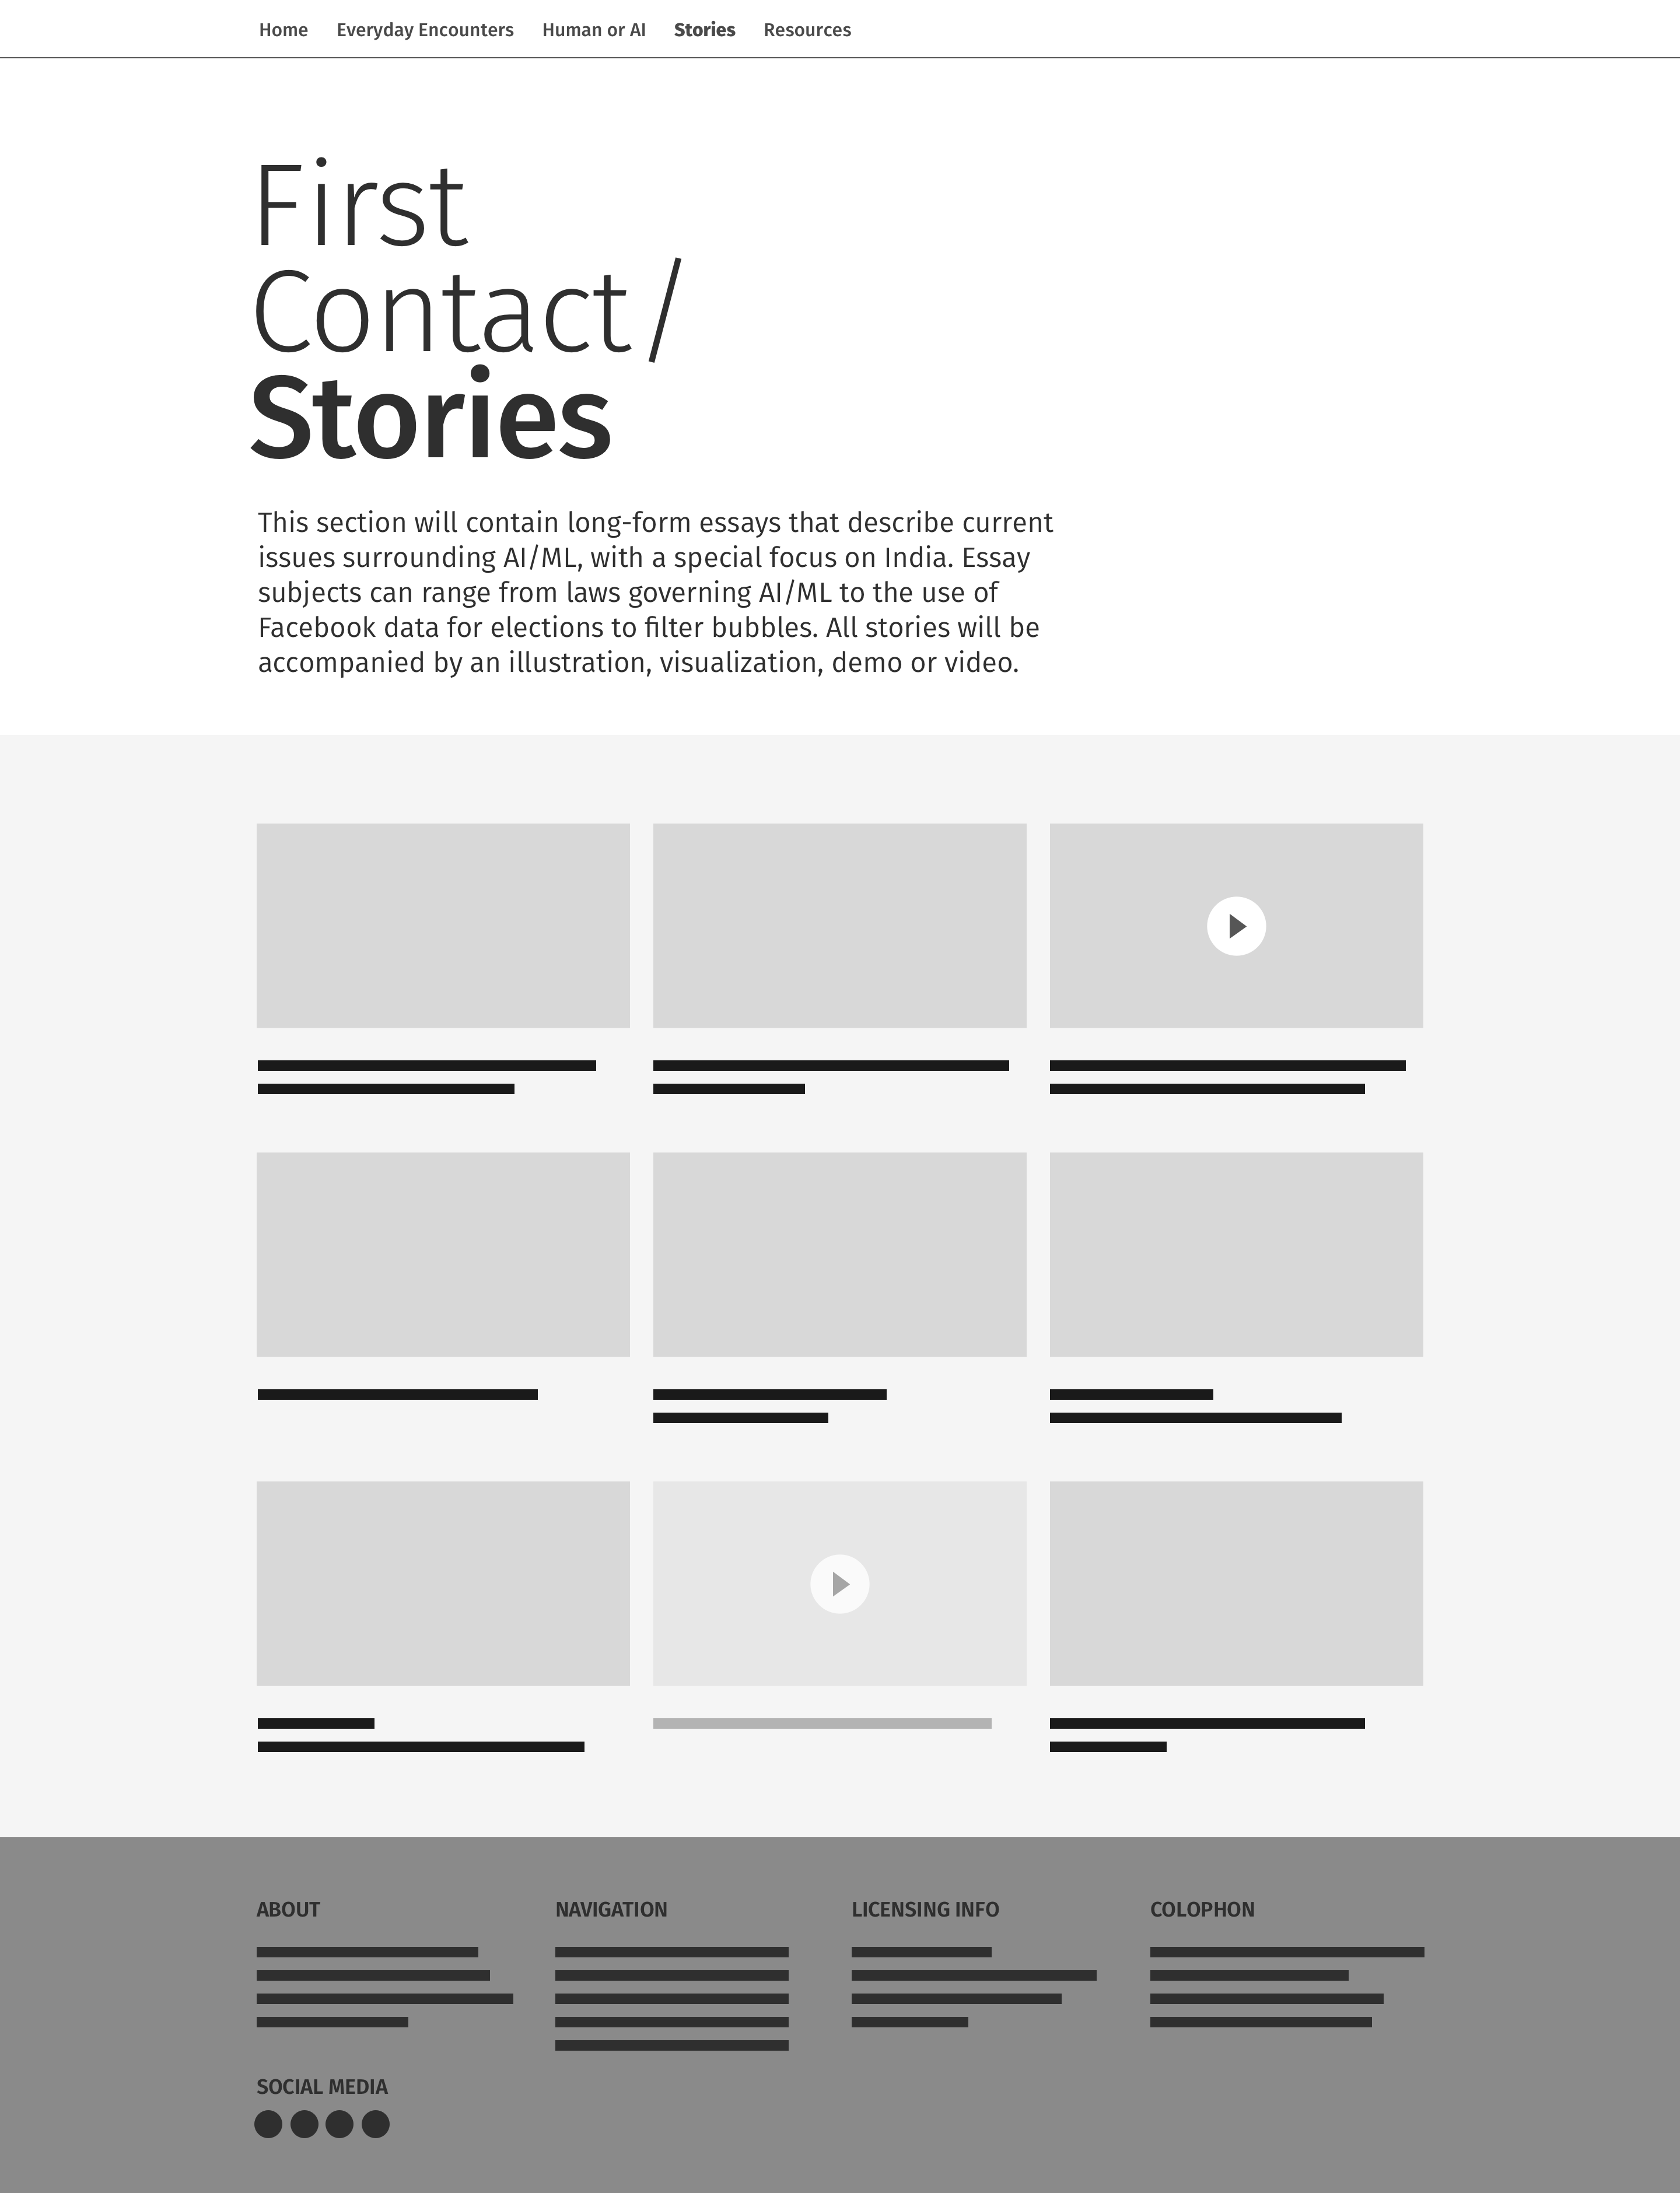 Home Everyday Encounters Human or AI Stories Resources
First
Contact/
Stories
This section will contain long-form essays that describe current
issues surrounding AI/ML, with a special focus on India. Essay
subjects can range from laws governing AI/ML to the use of
Facebook data for elections to filter bubbles. All stories will be
accompanied by an illustration, visualization, demo or video.
ABOUT NAVIGATION LICENSING INFO COLOPHON
SOCIAL MEDIA